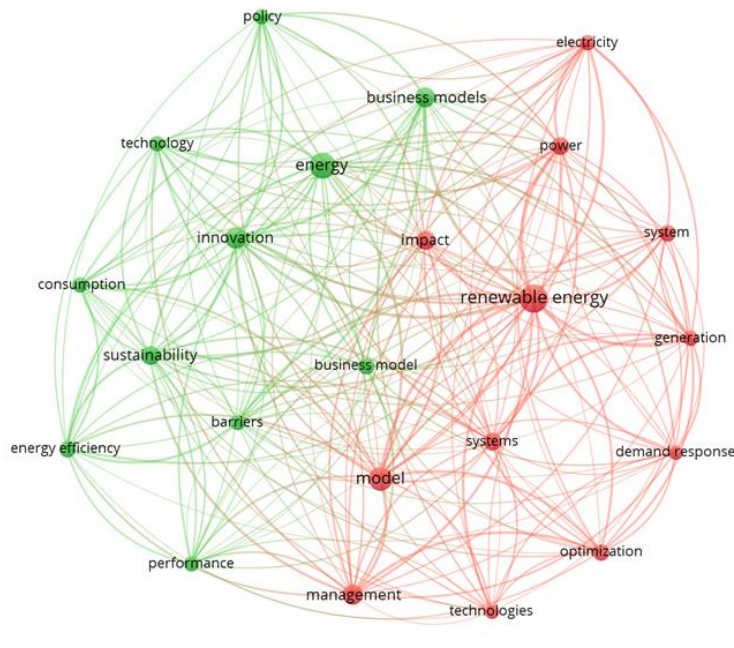 policy
electricity
business models
technology
power
energy
system
innovation
impact
consumption
renewable energy
generation
sustainability
business model
barriers
systems
energy efficiency
demand response
model
optimization
performance
management
technologies